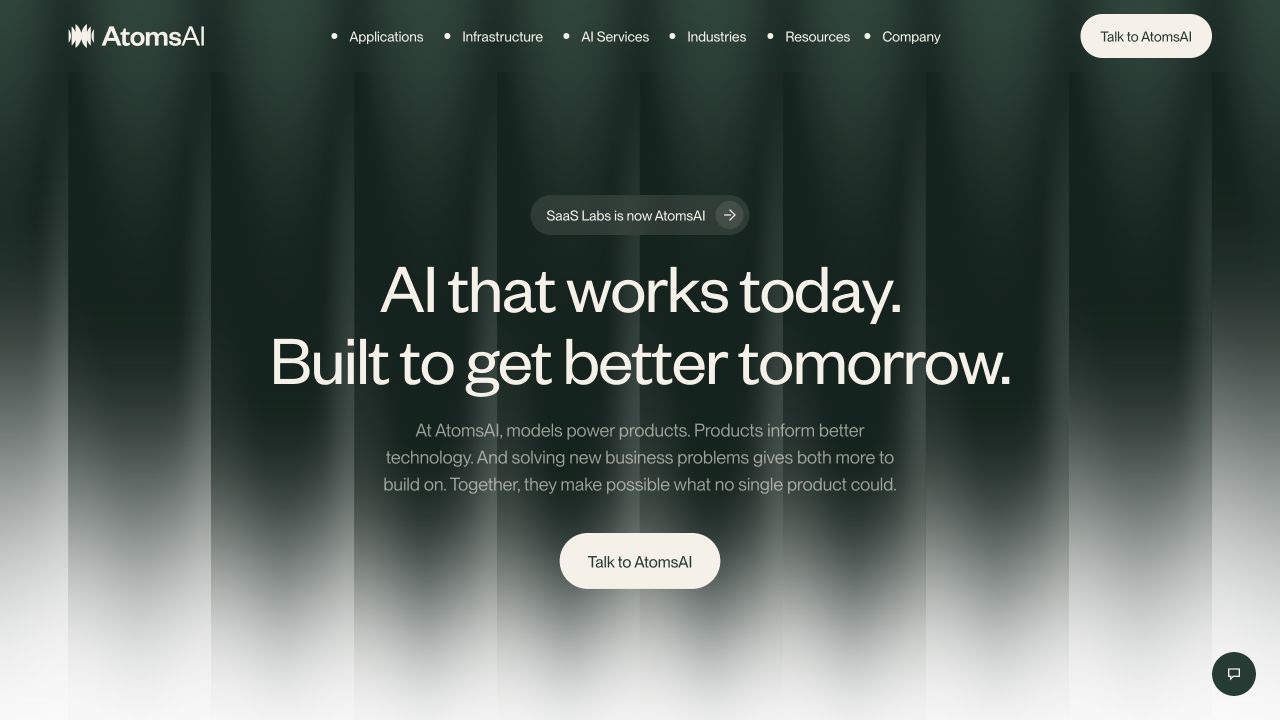 AtomsAI
Applications
Infrastructure
AI Services
Industries
Resources
Company
Talk to AtomsAI
SaaS Labs is now AtomsAI
AI that works today.
Built to get better tomorrow.
At AtomsAI, models power products. Products inform better
technology. And solving new business problems gives both more to
build on. Together, they make possible what no single product could.
Talk to AtomsAI